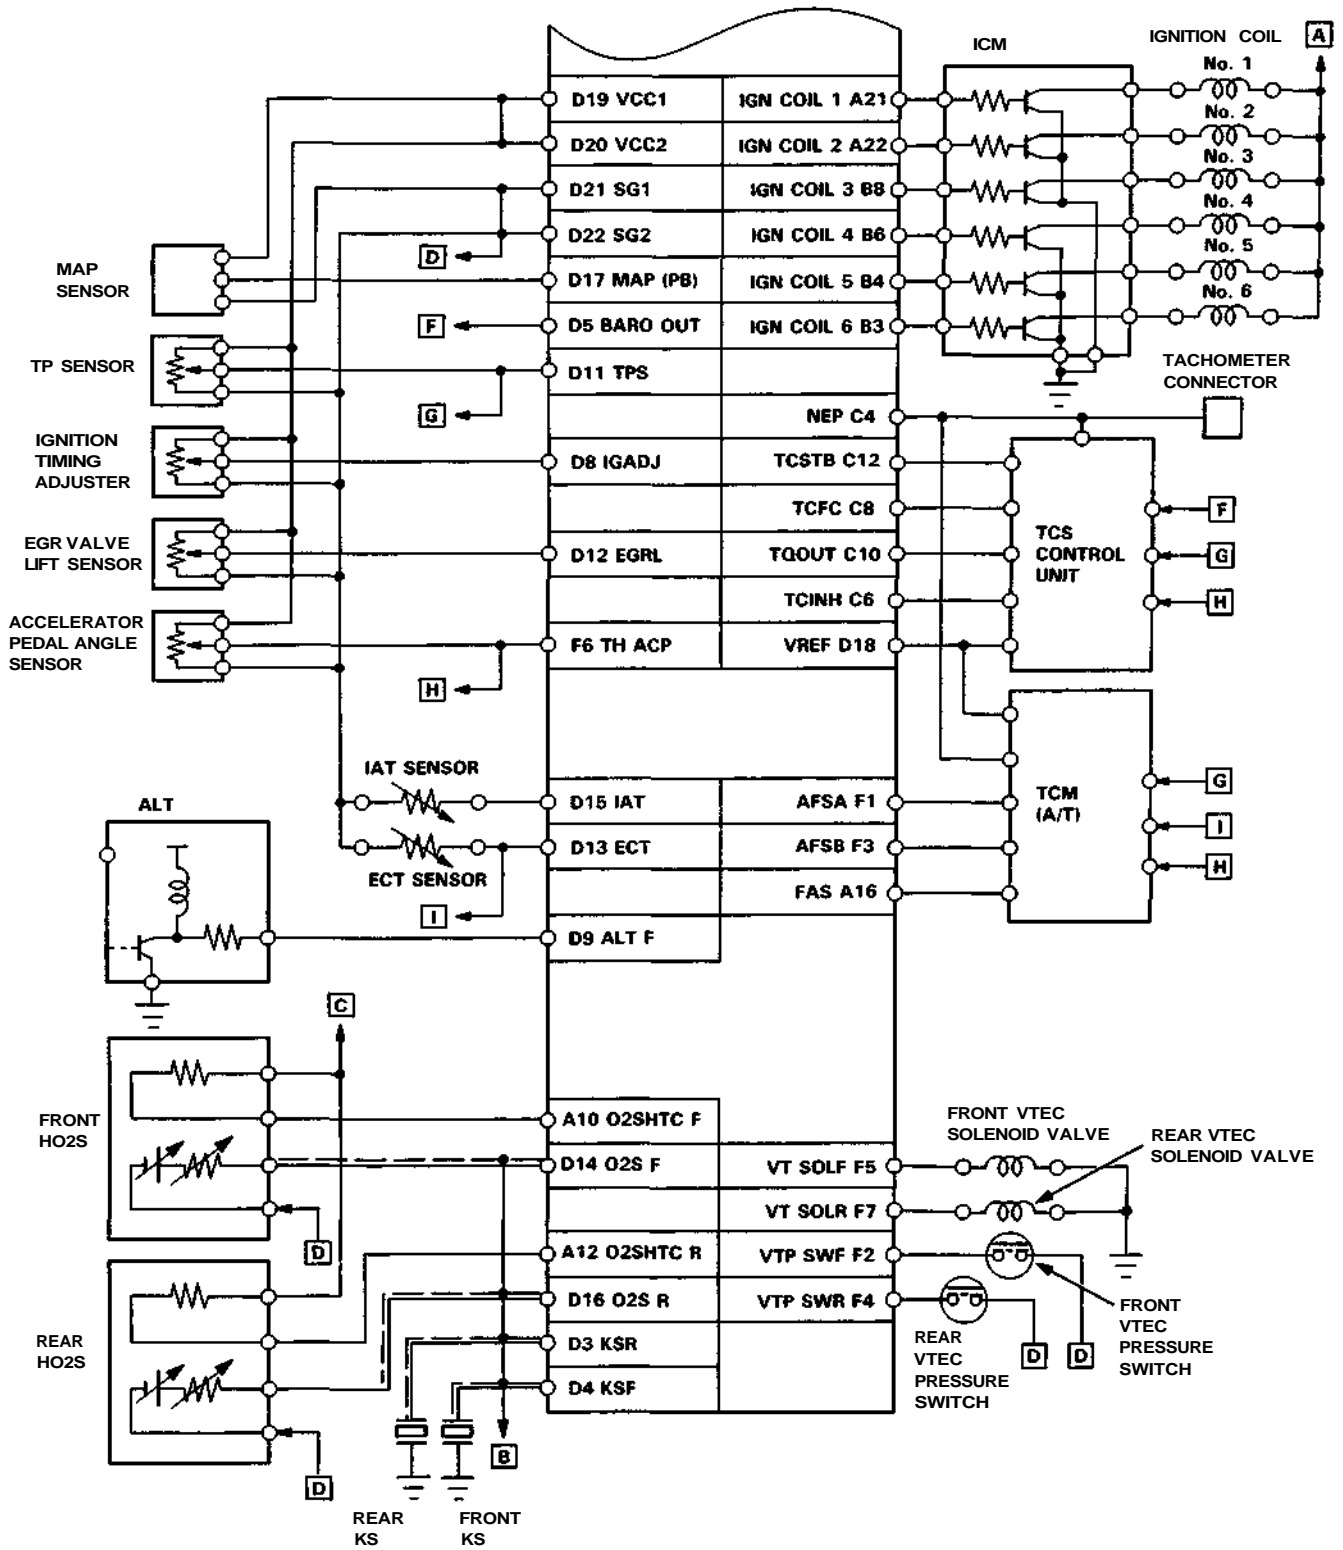 ICM
IGNITION COIL
A
No. 1
No. 2
No. 3
No. 4
No. 5
No. 6
D19 VCC1
IGN COIL 1 A21
D20 VCC2
IGN COIL 2 A22
D21 SG1
IGN COIL 3 B8
D22 SG2
IGN COIL 4 B6
D
D17 MAP (PB)
IGN COIL 5 B4
F
D5 BARO OUT
IGN COIL 6 B3
D11 TPS
G
NEP C4
D8 IGADJ
TCSTB C12
TCFC C8
D12 EGRL
TQOUT C10
TCINH C6
F6 TH ACP
VREF D18
H
MAP
SENSOR
TP SENSOR
IGNITION
TIMING
ADJUSTER
EGR VALVE
LIFT SENSOR
ACCELERATOR
PEDAL ANGLE
SENSOR
TACHOMETER
CONNECTOR
TCS
CONTROL
UNIT
F
G
H
IAT SENSOR
D15 IAT
AFSA F1
ECT SENSOR
D13 ECT
AFSB F3
FAS A16
I
D9 ALT F
TCM
(A/T)
G
I
H
ALT
C
FRONT
HO2S
D
A10 O2SHTC F
D14 O2S F
VT SOLF F5
VT SOLR F7
A12 O2SHTC R
VTP SWF F2
D16 O2S R
VTP SWR F4
D3 KSR
D4 KSF
REAR
HO2S
D
B
REAR
KS
FRONT
KS
FRONT VTEC
SOLENOID VALVE
REAR VTEC
SOLENOID VALVE
REAR
VTEC
PRESSURE
SWITCH
D
D
FRONT
VTEC
PRESSURE
SWITCH